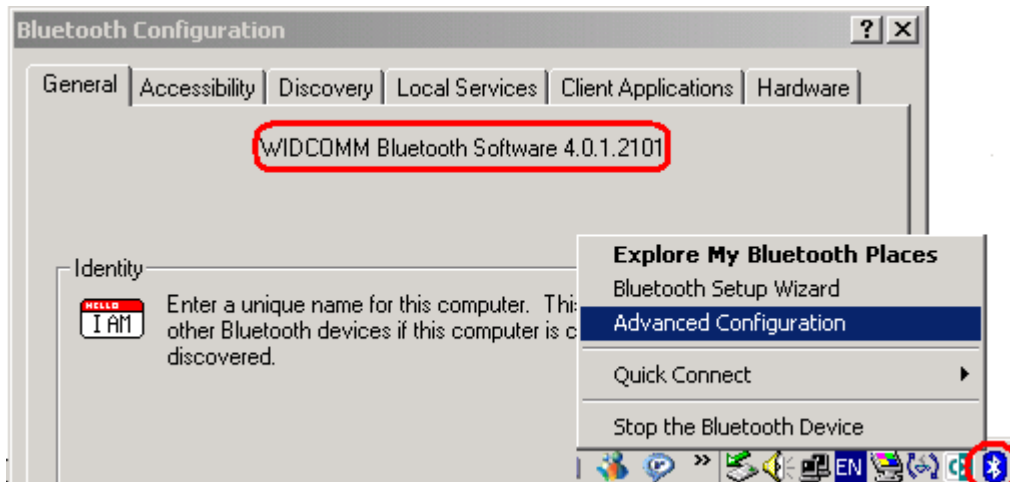 Bluetooth Configuration
General Accessibility Discovery Local Services Client Applications Hardware
WIDCOMM Bluetooth Software 4.0.1.2101
Identity
HELLO
I AM
Enter a unique name for this computer. This
other Bluetooth devices if this computer is c
discovered.
Explore My Bluetooth Places
Bluetooth Setup Wizard
Advanced Configuration
Quick Connect
Stop the Bluetooth Device
EN